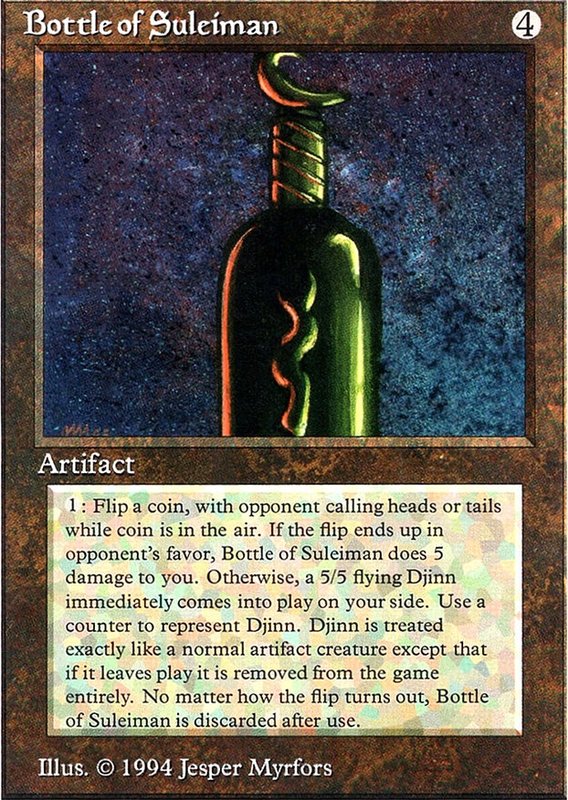 Bottle of Suleiman 4
Artifact
1: Flip a coin, with opponent calling heads or tails
while coin is in the air. If the flip ends up in
opponent's favor, Bottle of Suleiman does 5
damage to you. Otherwise, a 5/5 flying Djinn
immediately comes into play on your side. Use a
counter to represent Djinn. Djinn is treated
exactly like a normal artifact creature except that
if it leaves play it is removed from the game
entirely. No matter how the flip turns out, Bottle
of Suleiman is discarded after use.
Illus. © 1994 Jesper Myrfors